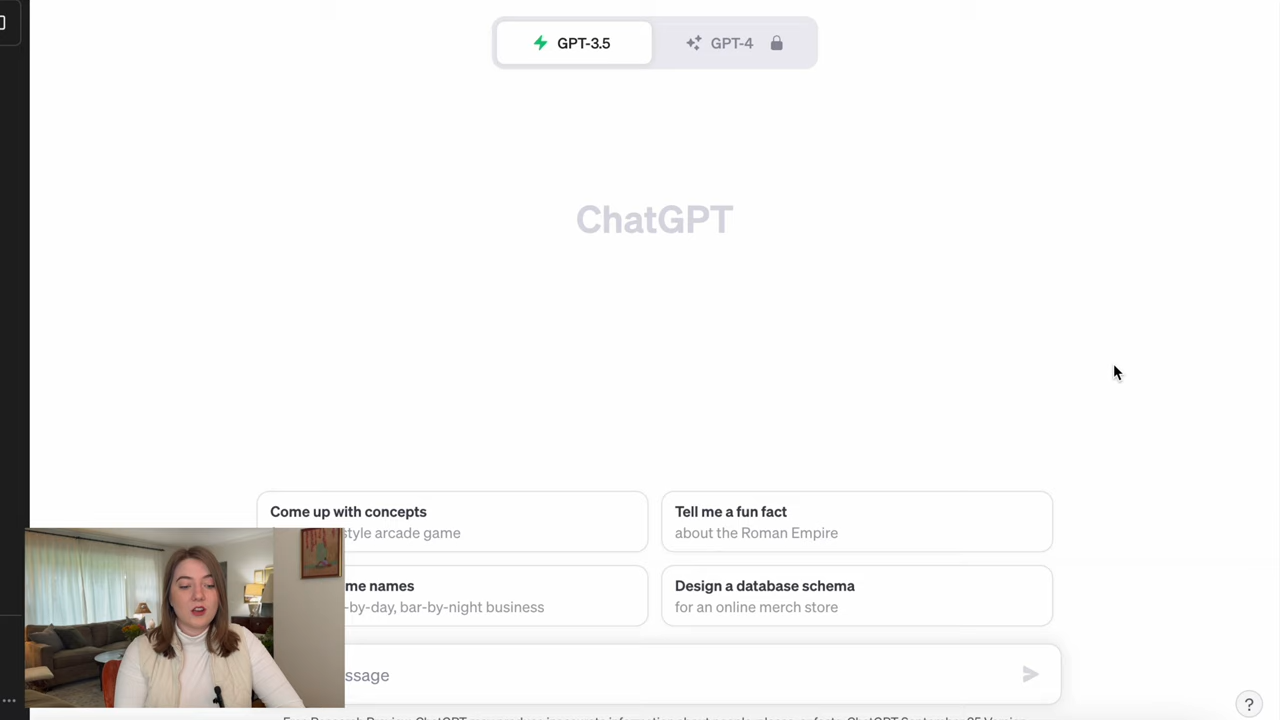 GPT-3.5
GPT-4
ChatGPT
Come up with concepts
style arcade game
Tell me a fun fact
about the Roman Empire
me names
-by-day, bar-by-night business
Design a database schema
for an online merch store
ssage
?